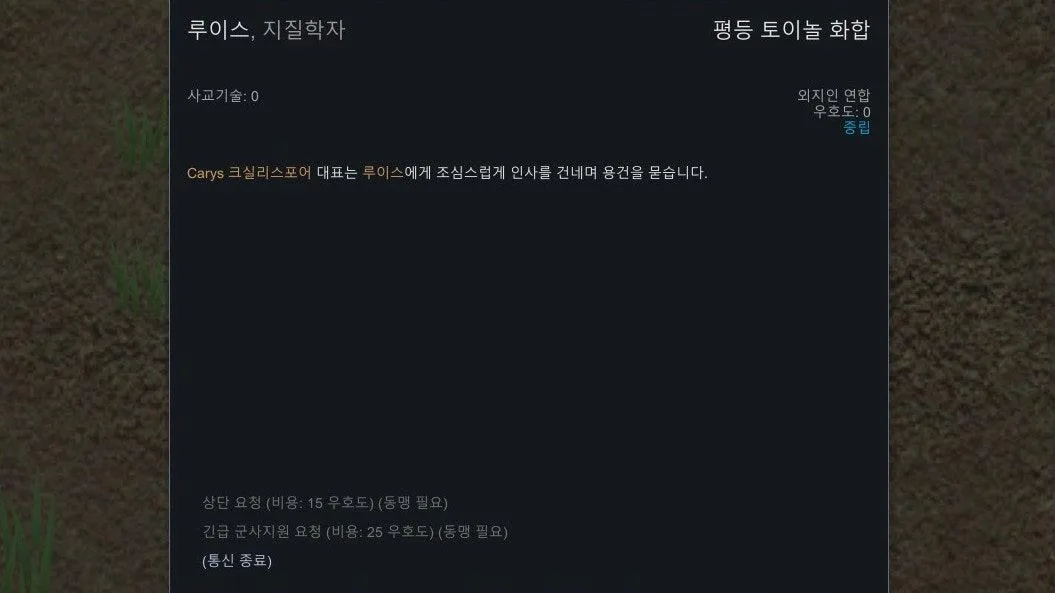 루이스, 지질학자
평등 토이놀 화합
사교기술: 0
외지인 연합
우호도: 0
중립
Carys 크실리스포어 대표는 루이스에게 조심스럽게 인사를 건네며 용건을 묻습니다.
상단 요청 (비용: 15 우호도) (동맹 필요)
긴급 군사지원 요청 (비용: 25 우호도) (동맹 필요)
(통신 종료)